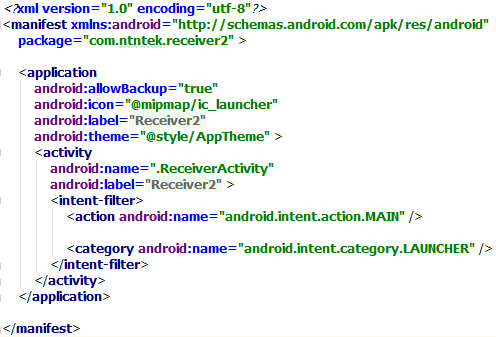 <?xml version="1.0" encoding="utf-8"?>
<manifest xmlns:android="http://schemas.android.com/apk/res/android"
package="com.ntntek.receiver2" >
<application
android:allowBackup="true"
android:icon="@mipmap/ic_launcher"
android:label="Receiver2"
android:theme="@style/AppTheme" >
<activity
android:name=".ReceiverActivity"
android:label="Receiver2" >
<intent-filter>
<action android:name="android.intent.action.MAIN" />
<category android:name="android.intent.category.LAUNCHER" />
</intent-filter>
</activity>
</application>
</manifest>